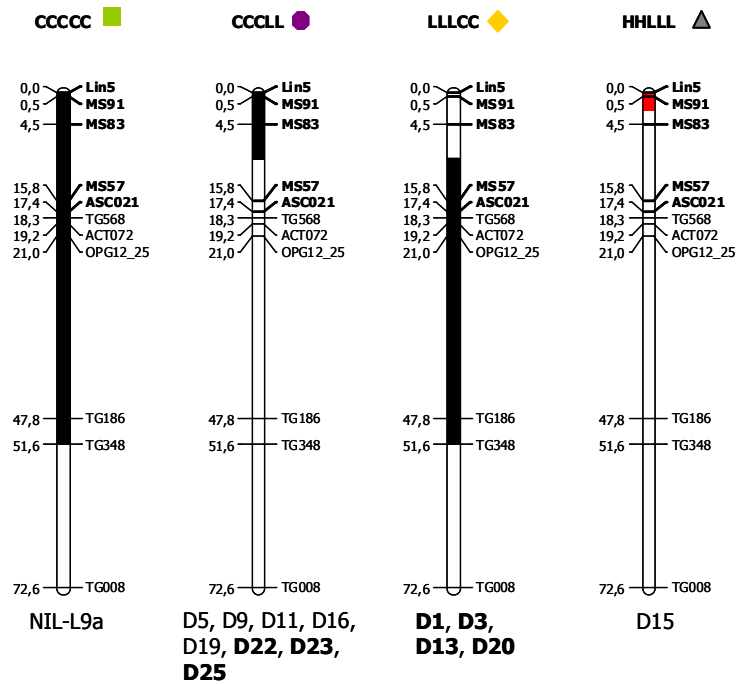 CCCCC
CCCLL
LLLCC
HHLLL
0,0 Lin5
0,5 MS91
4,5 MS83
15,8 MS57
17,4 ASC021
18,3 TG568
19,2 ACT072
21,0 OPG12_25
47,8 TG186
51,6 TG348
72,6 TG008
NIL-L9a
0,0 Lin5
0,5 MS91
4,5 MS83
15,8 MS57
17,4 ASC021
18,3 TG568
19,2 ACT072
21,0 OPG12_25
47,8 TG186
51,6 TG348
72,6 TG008
D5, D9, D11, D16,
D19, D22, D23,
D25
0,0 Lin5
0,5 MS91
4,5 MS83
15,8 MS57
17,4 ASC021
18,3 TG568
19,2 ACT072
21,0 OPG12_25
47,8 TG186
51,6 TG348
72,6 TG008
D1, D3,
D13, D20
0,0 Lin5
0,5 MS91
4,5 MS83
15,8 MS57
17,4 ASC021
18,3 TG568
19,2 ACT072
21,0 OPG12_25
47,8 TG186
51,6 TG348
72,6 TG008
D15